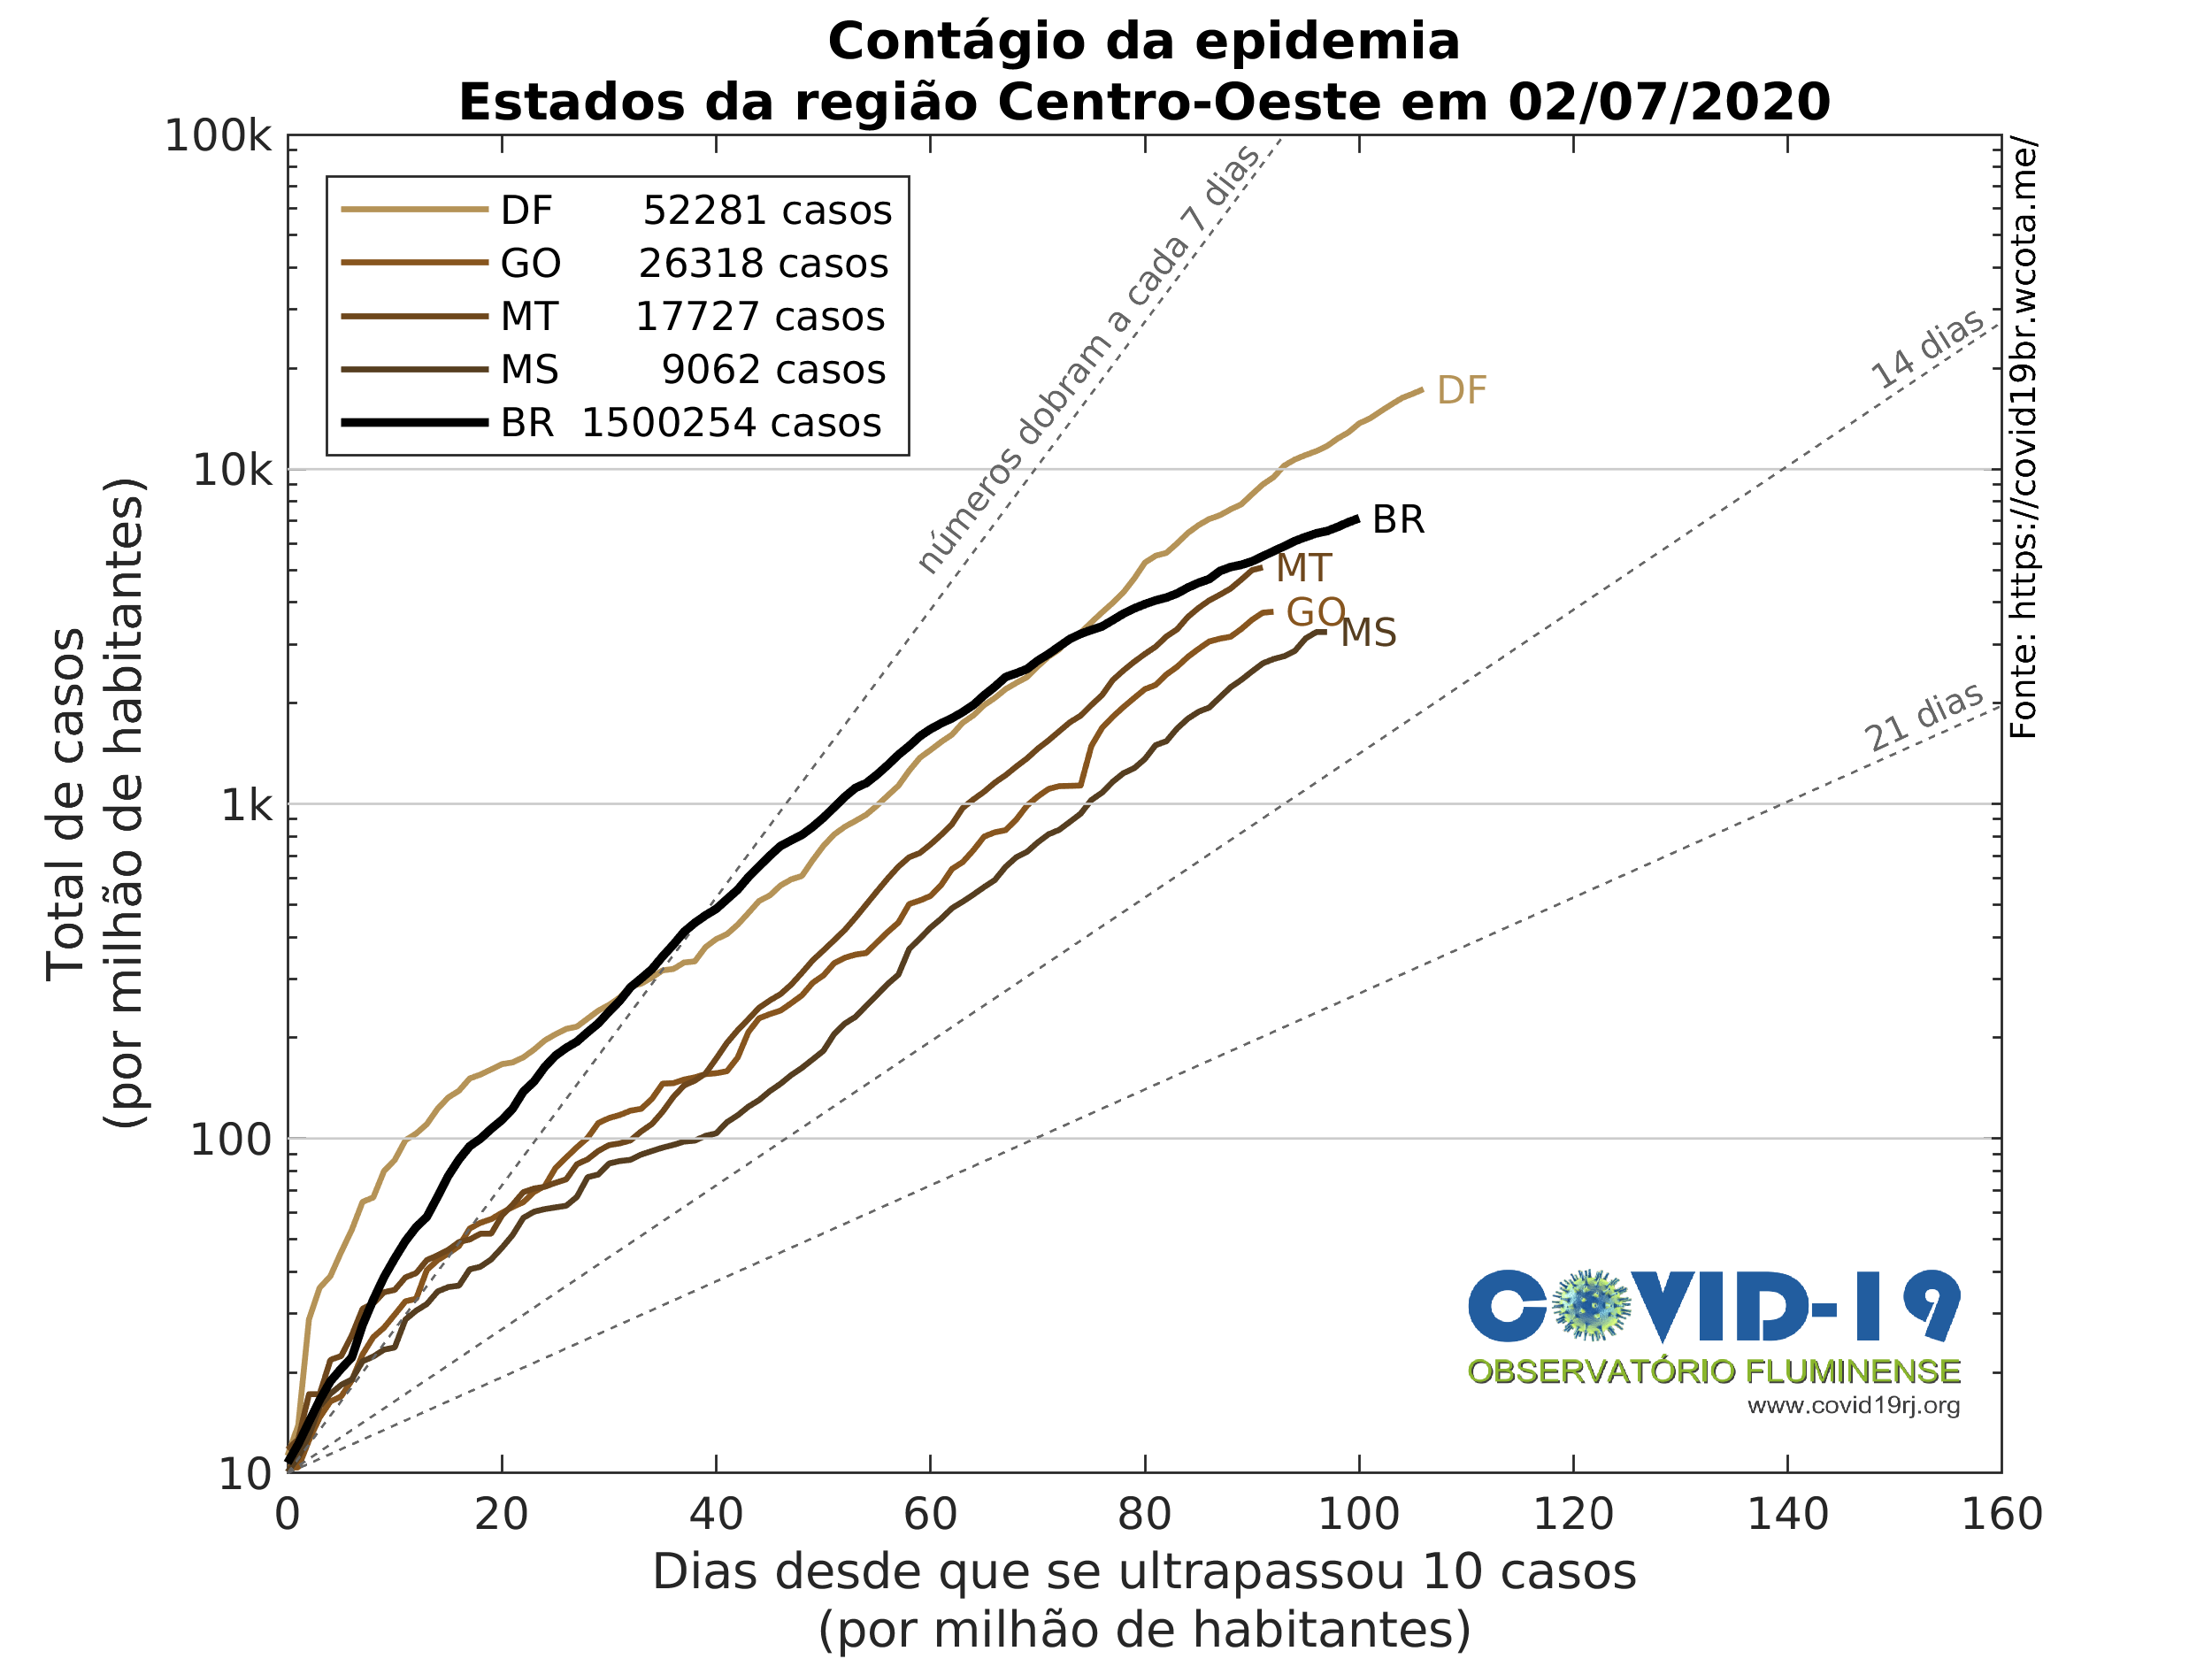 Contágio da epidemia
Estados da região Centro-Oeste em 02/07/2020
DF 52281 casos
GO 26318 casos
MT 17727 casos
MS 9062 casos
BR 1500254 casos
números dobram a cada 7 dias
14 dias
21 dias
DF
BR
MT
GO
MS
100k
10k
1k
100
10
Total de casos
(por milhão de habitantes)
0 20 40 60 80 100 120 140 160
Dias desde que se ultrapassou 10 casos
(por milhão de habitantes)
Fonte: https://covid19br.wcota.me/
COVID-19
OBSERVATÓRIO FLUMINENSE
www.covid19rj.org